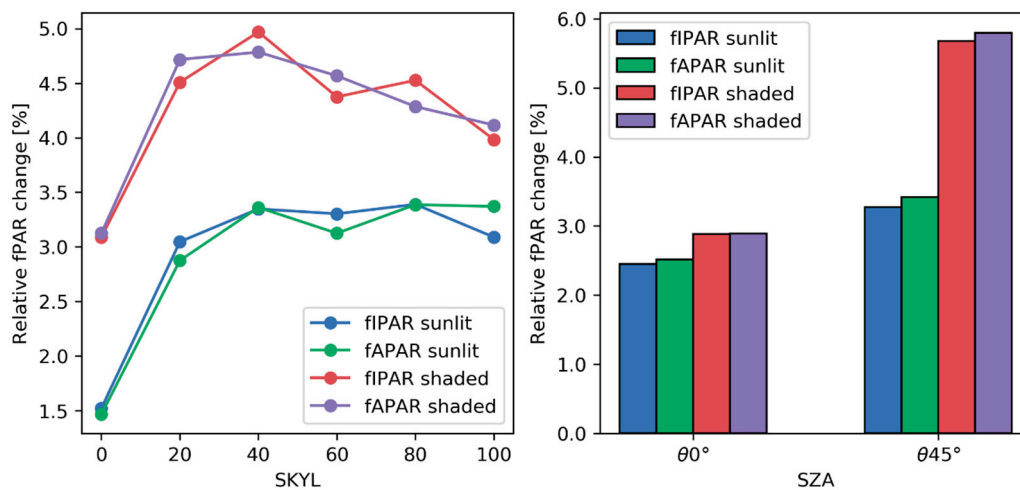 Relative fPAR change [%]
5.0
4.5
4.0
3.5
3.0
2.5
2.0
1.5
fIPAR sunlit
fAPAR sunlit
fIPAR shaded
fAPAR shaded
0 20 40 60 80 100
SKYL
Relative fPAR change [%]
6.0
5.0
4.0
3.0
2.0
1.0
0.0
fIPAR sunlit
fAPAR sunlit
fIPAR shaded
fAPAR shaded
θ0° θ45°
SZA